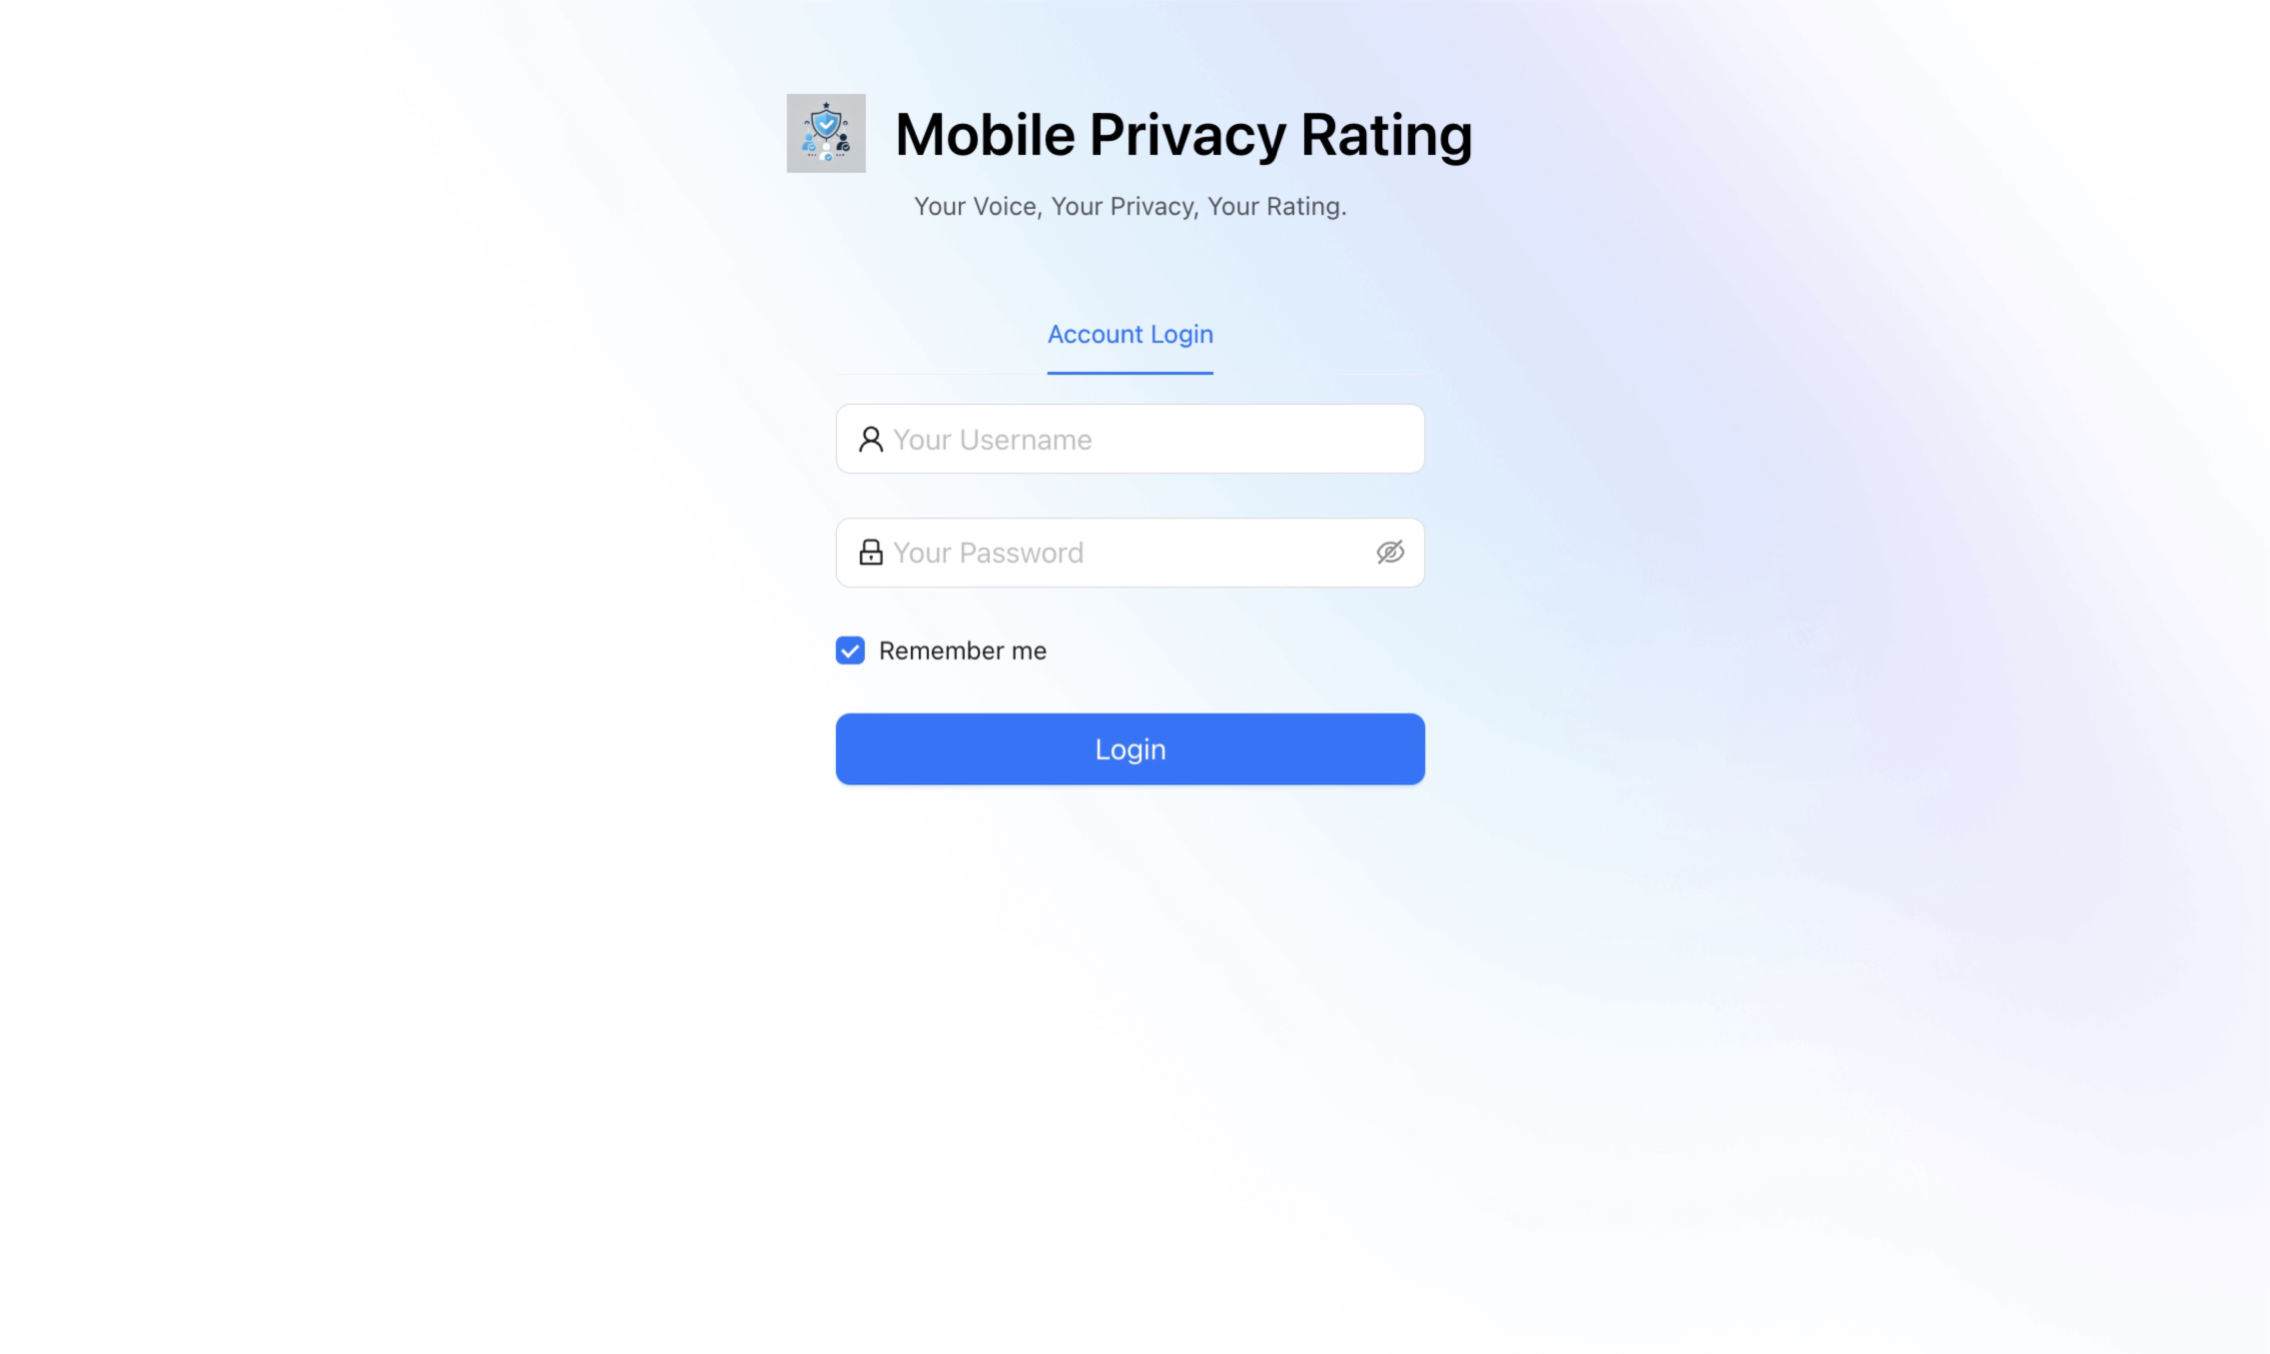 Mobile Privacy Rating
Your Voice, Your Privacy, Your Rating.
Account Login
Your Username
Your Password
Remember me
Login